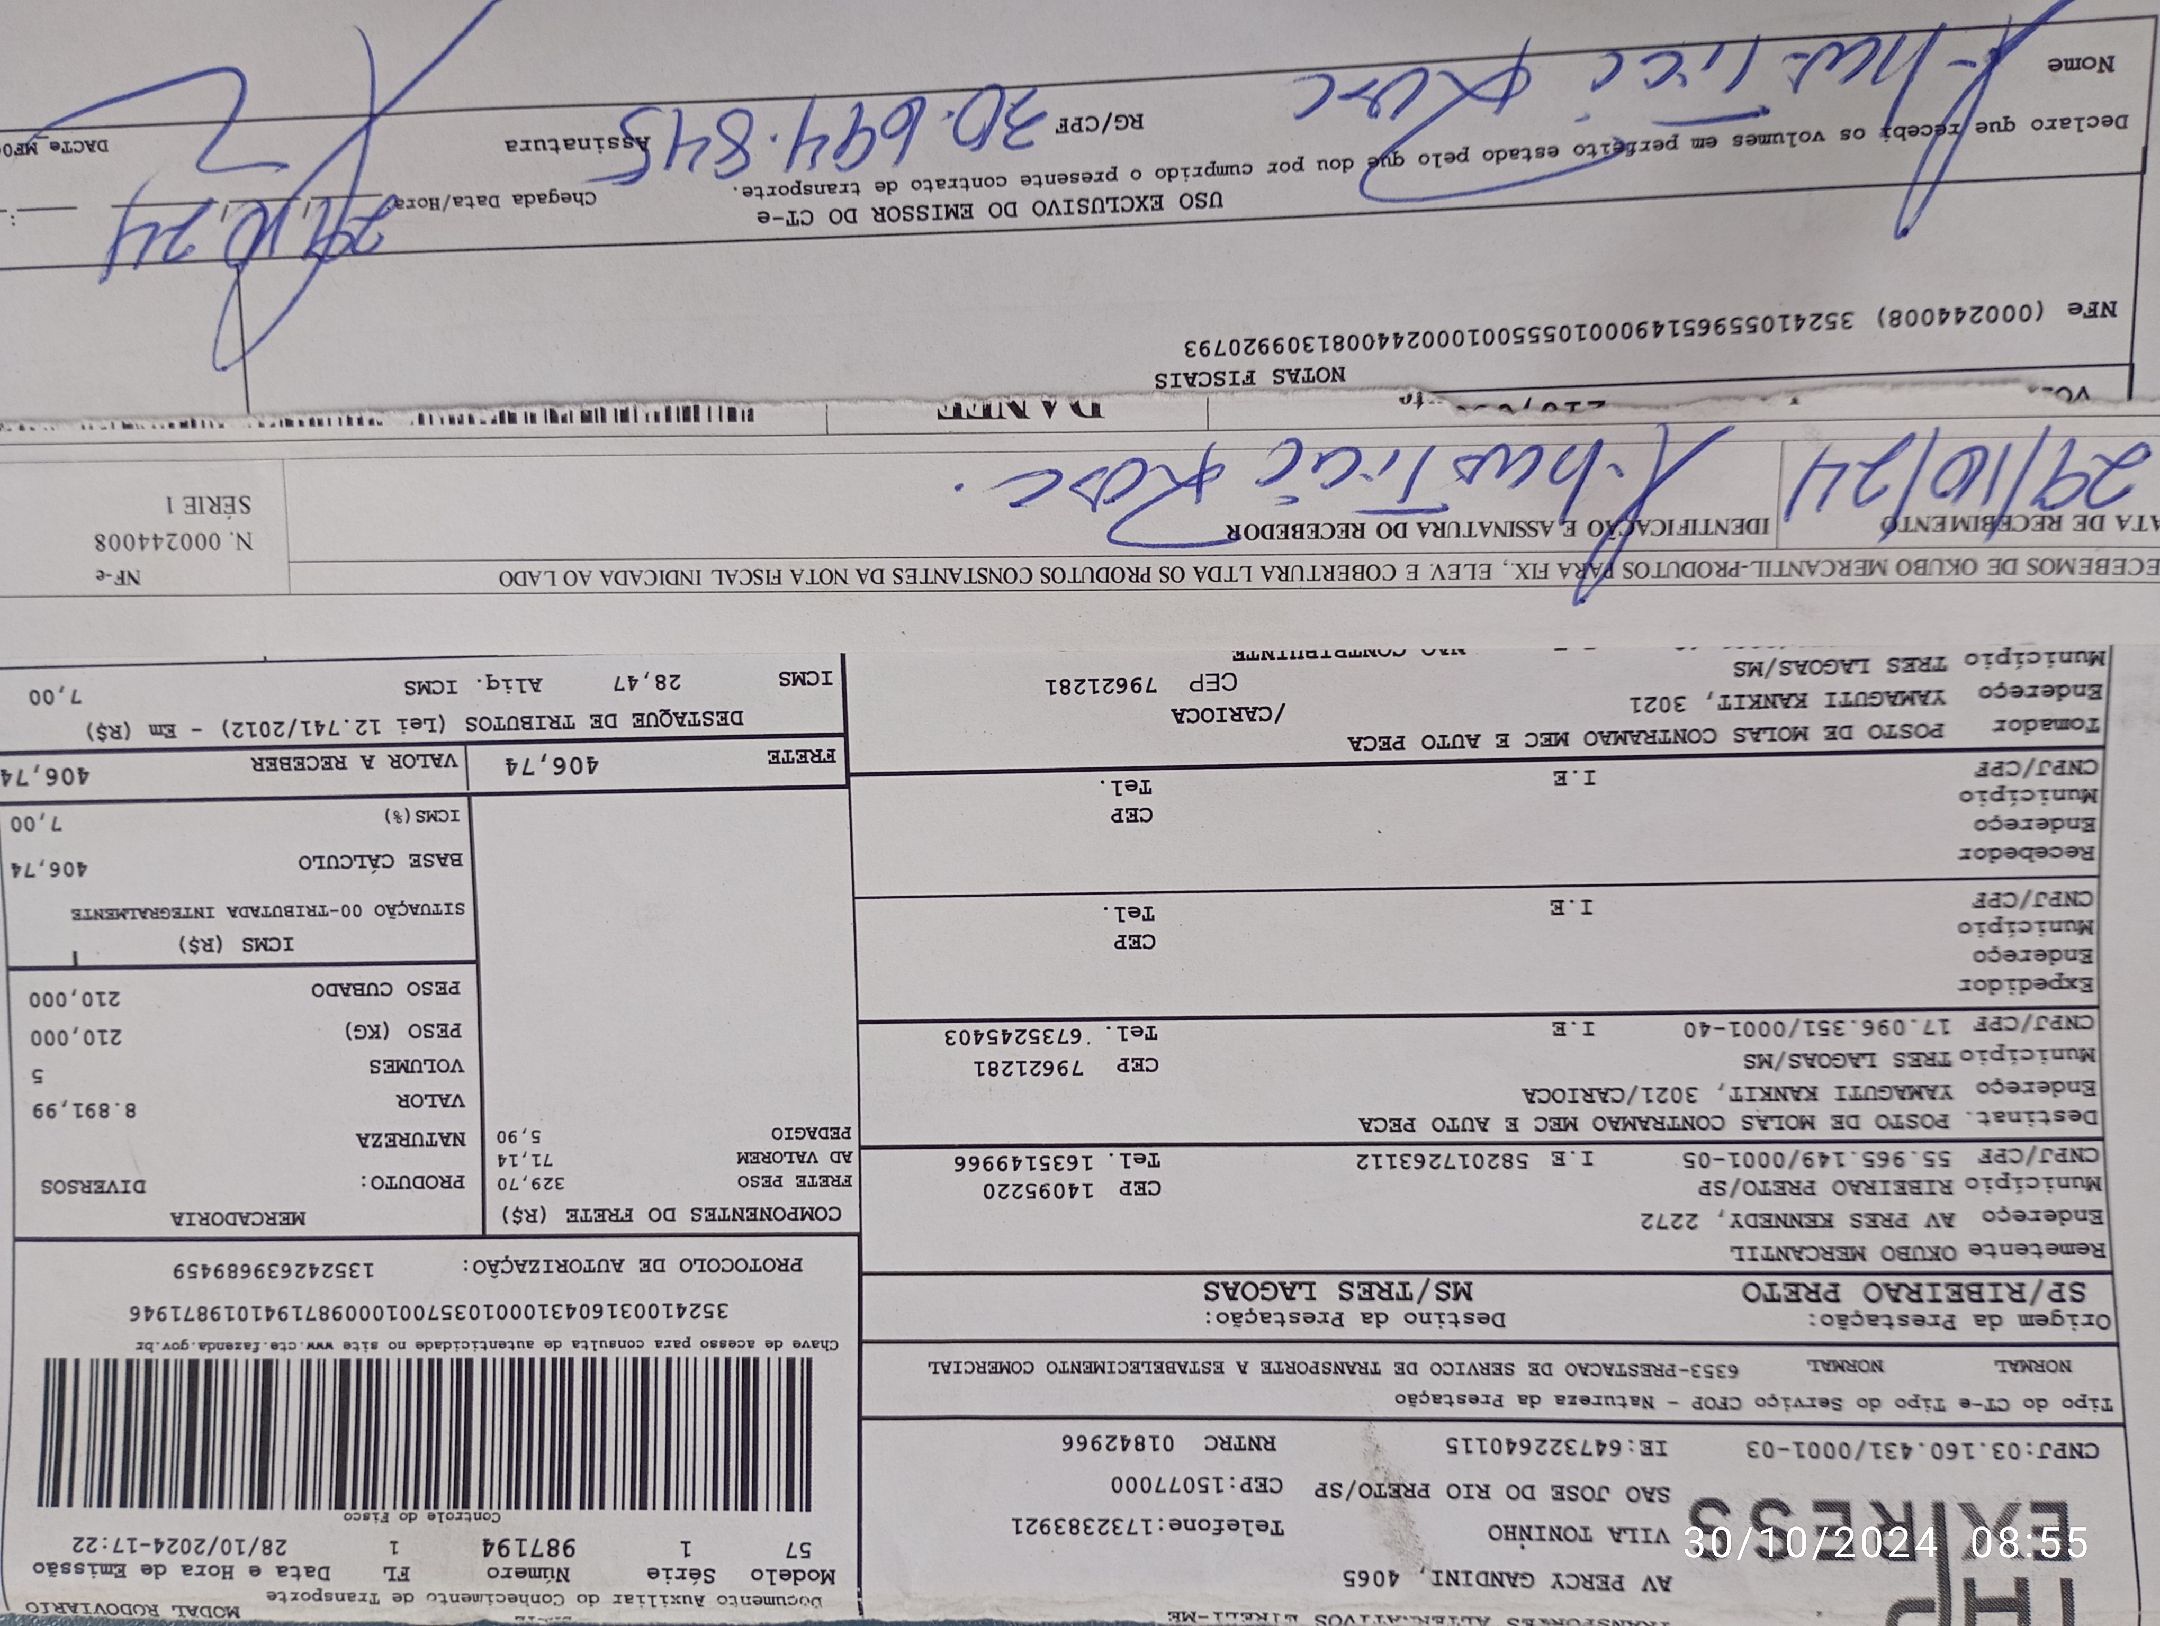 EXPRESS
AV PERCY GANDINI, 4065
VILA TONINHO Telefone:1732383921
SAO JOSE DO RIO PRETO/SP CEP:15077000
CNPJ:03.160.431/0001-03 IE:647322640115 RNTRC 01842966
Documento Auxiliar do Conhecimento de Transporte MODAL RODOVIARIO
Modelo Série Número FL Data e Hora de Emissão
57 1 987194 1 28/10/2024-17:22
Controle do Fisco
Chave de acesso para consulta de autenticidade no site www.cte.fazenda.gov.br
35241003160431000103570010009871941019871946
PROTOCOLO DE AUTORIZAÇÃO: 135242639689459
Tipo do CT-e Tipo do Serviço CFOP - Natureza da Prestação
NORMAL NORMAL 6353-PRESTACAO DE SERVICO DE TRANSPORTE A ESTABELECIMENTO COMERCIAL
Origem da Prestação: Destino da Prestação:
SP/RIBEIRAO PRETO MS/TRES LAGOAS
Remetente OKUBO MERCANTIL
Endereço AV PRES KENNEDY, 2272
Município RIBEIRAO PRETO/SP CEP 14095220
CNPJ/CPF 55.965.149/0001-05 I.E 582017263112 Tel. 1635149966
Destinat. POSTO DE MOLAS CONTRAMAO MEC E AUTO PECA
Endereço YAMAGUTI KANKIT, 3021/CARIOCA
Município TRES LAGOAS/MS CEP 79621281
CNPJ/CPF 17.096.351/0001-40 I.E Tel. 6735245403
Expedidor
Endereço
Município CEP
CNPJ/CPF I.E Tel.
Recebedor
Endereço
Município CEP
CNPJ/CPF I.E Tel.
Tomador POSTO DE MOLAS CONTRAMAO MEC E AUTO PECA
Endereço YAMAGUTI KANKIT, 3021 /CARIOCA
Município TRES LAGOAS/MS CEP 79621281
COMPONENTES DO FRETE (R$)
FRETE PESO 329,70
AD VALOREM 71,14
PEDAGIO 5,90
MERCADORIA
PRODUTO: DIVERSOS
NATUREZA
VALOR 8.891,99
VOLUMES 5
PESO (KG) 210,000
PESO CUBADO 210,000
ICMS (R$)
SITUAÇÃO 00-TRIBUTADA INTEGRALMENTE
BASE CÁLCULO 406,74
ICMS(%) 7,00
FRETE 406,74 VALOR A RECEBER 406,74
DESTAQUE DE TRIBUTOS (Lei 12.741/2012) - Em (R$)
ICMS 28,47 Aliq. ICMS 7,00
ECEBEMOS DE OKUBO MERCANTIL-PRODUTOS PARA FIX., ELEV. E COBERTURA LTDA OS PRODUTOS CONSTANTES DA NOTA FISCAL INDICADA AO LADO
NF-e
N. 000244008
SÉRIE 1
ATA DE RECEBIMENTO IDENTIFICAÇÃO E ASSINATURA DO RECEBEDOR
29/10/24
NOTAS FISCAIS
NFe (000244008) 35241055965149000105550010002440081309920793
USO EXCLUSIVO DO EMISSOR DO CT-e
Declaro que recebi os volumes em perfeito estado pelo que dou por cumprido o presente contrato de transporte.
Chegada Data/Hora: 29/10/24
Nome RG/CPF 30.694.845 Assinatura
30/10/2024 08:55